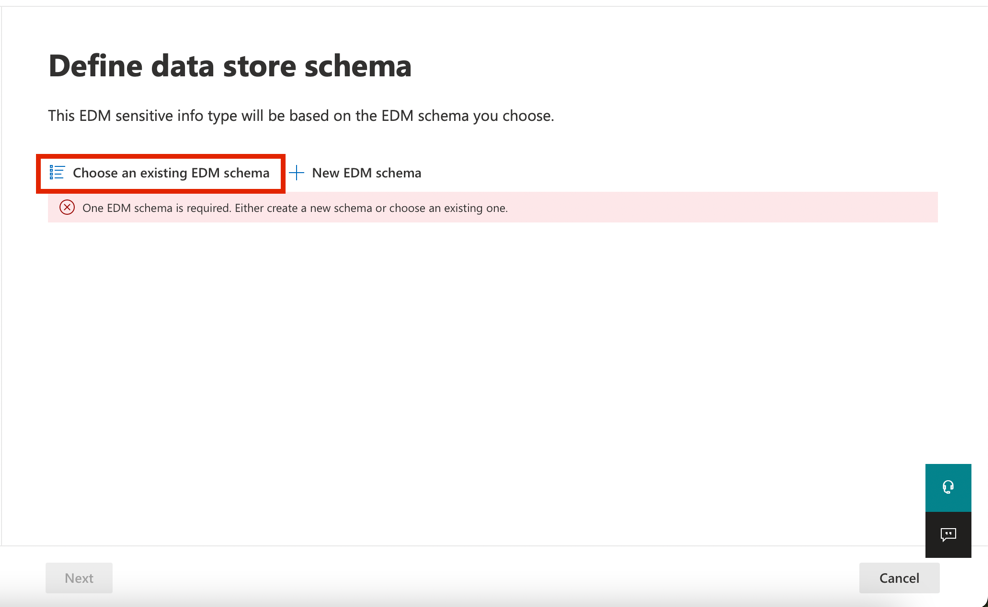 Define data store schema
This EDM sensitive info type will be based on the EDM schema you choose.
Choose an existing EDM schema New EDM schema
One EDM schema is required. Either create a new schema or choose an existing one.
Next Cancel